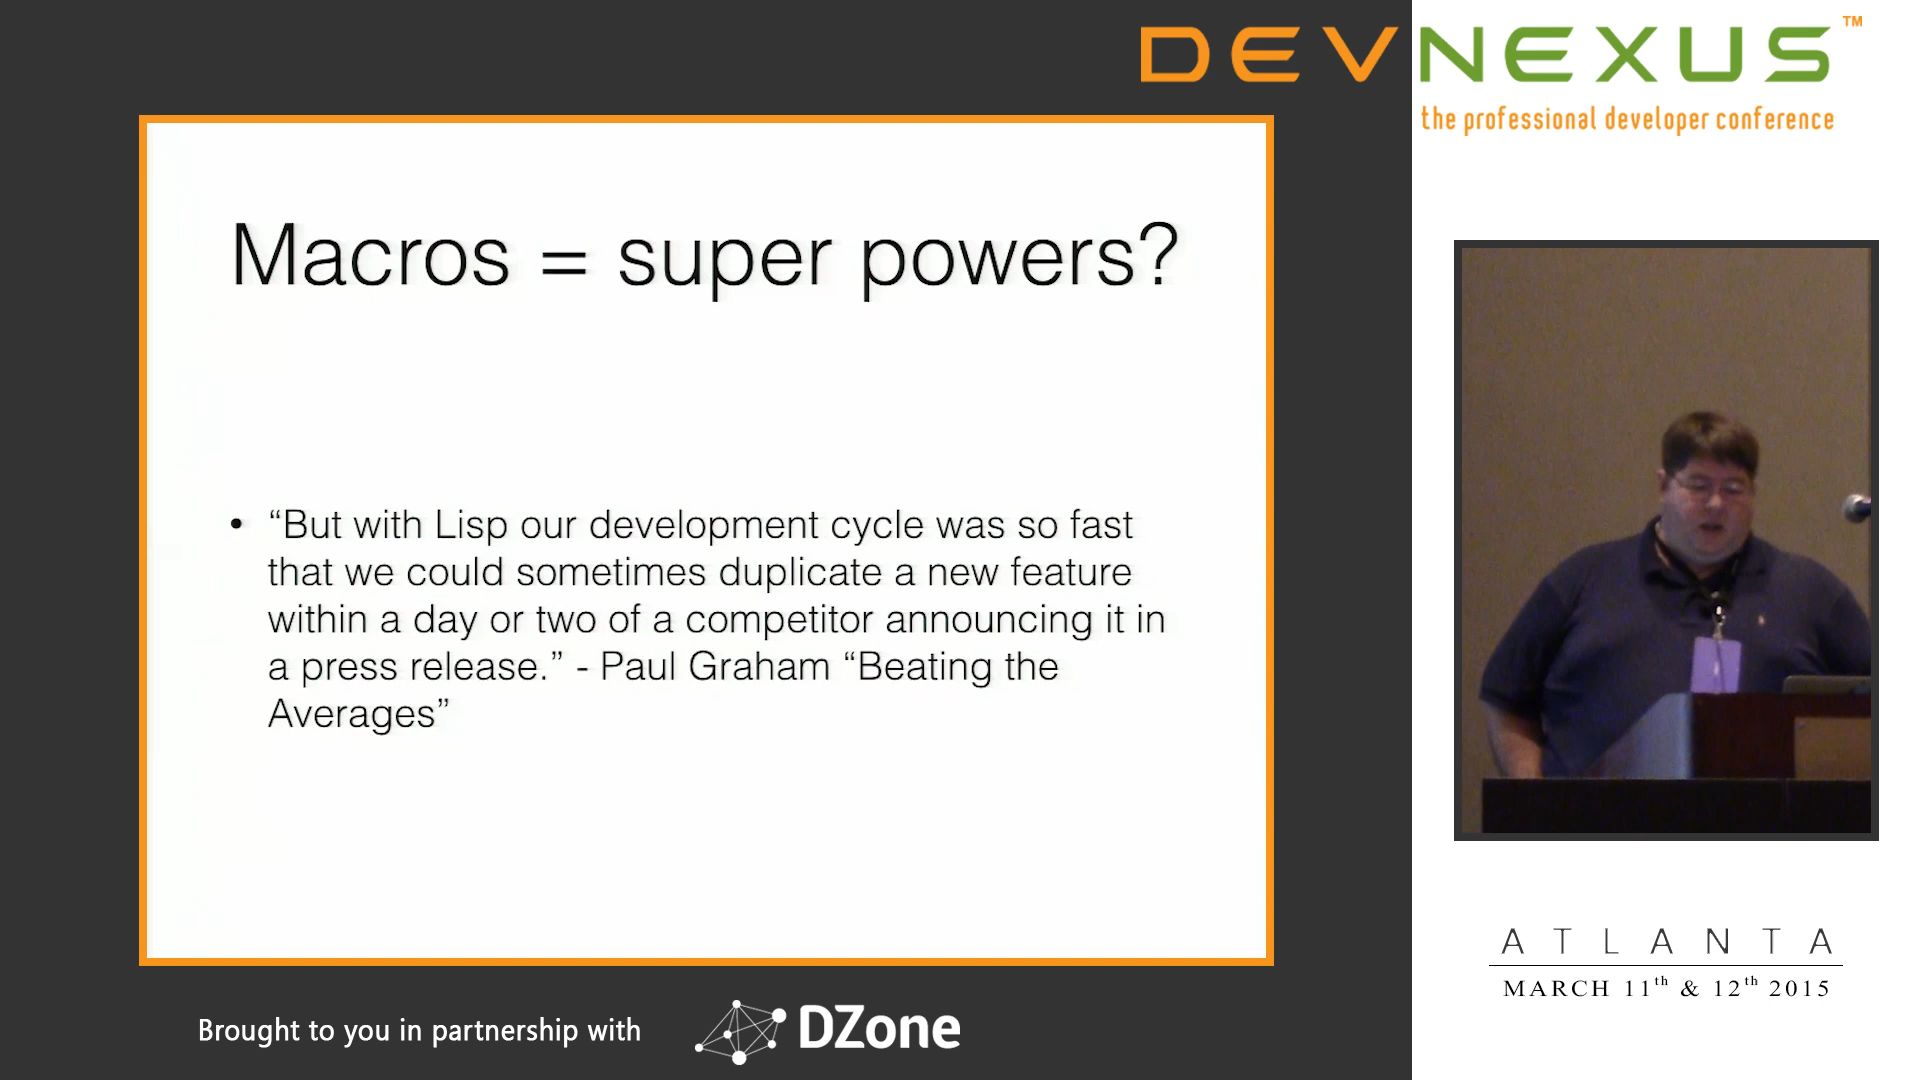 DEVNEXUS™
the professional developer conference
Macros = super powers?
• “But with Lisp our development cycle was so fast
that we could sometimes duplicate a new feature
within a day or two of a competitor announcing it in
a press release.” - Paul Graham “Beating the
Averages”
ATLANTA
MARCH 11th & 12th 2015
Brought to you in partnership with
DZone